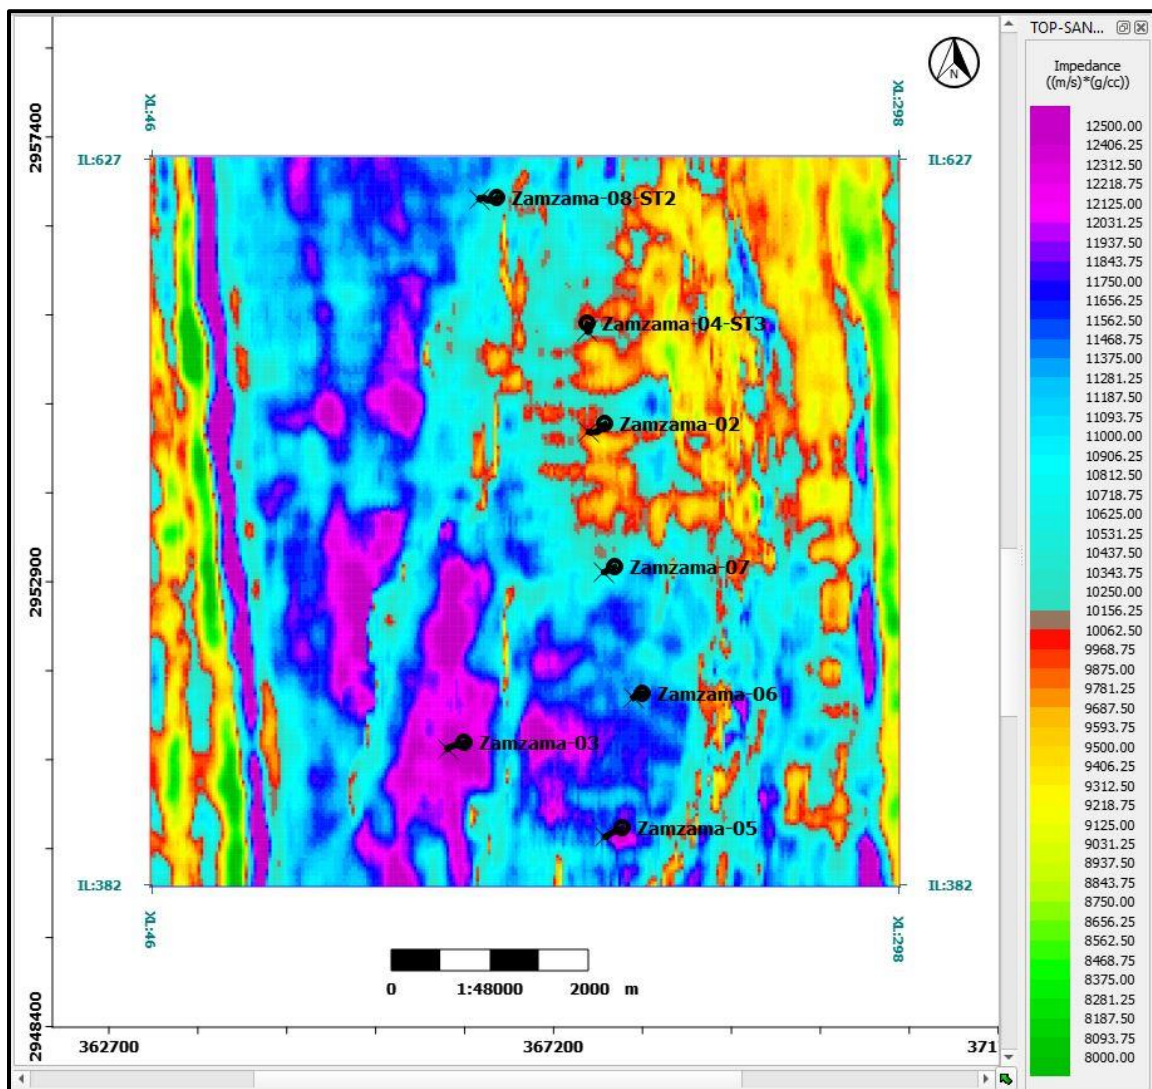 TOP-SAN...
Impedance
((m/s)*(g/cc))
12500.00
12406.25
12312.50
12218.75
12125.00
12031.25
11937.50
11843.75
11750.00
11656.25
11562.50
11468.75
11375.00
11281.25
11187.50
11093.75
11000.00
10906.25
10812.50
10718.75
10625.00
10531.25
10437.50
10343.75
10250.00
10156.25
10062.50
9968.75
9875.00
9781.25
9687.50
9593.75
9500.00
9406.25
9312.50
9218.75
9125.00
9031.25
8937.50
8843.75
8750.00
8656.25
8562.50
8468.75
8375.00
8281.25
8187.50
8093.75
8000.00
N
XL:46
XL:298
2957400
IL:627
IL:627
Zamzama-08-ST2
Zamzama-04-ST3
Zamzama-02
2952900
Zamzama-07
Zamzama-06
Zamzama-03
Zamzama-05
IL:382
IL:382
XL:46
XL:298
0 1:48000 2000 m
2948400
362700
367200
371